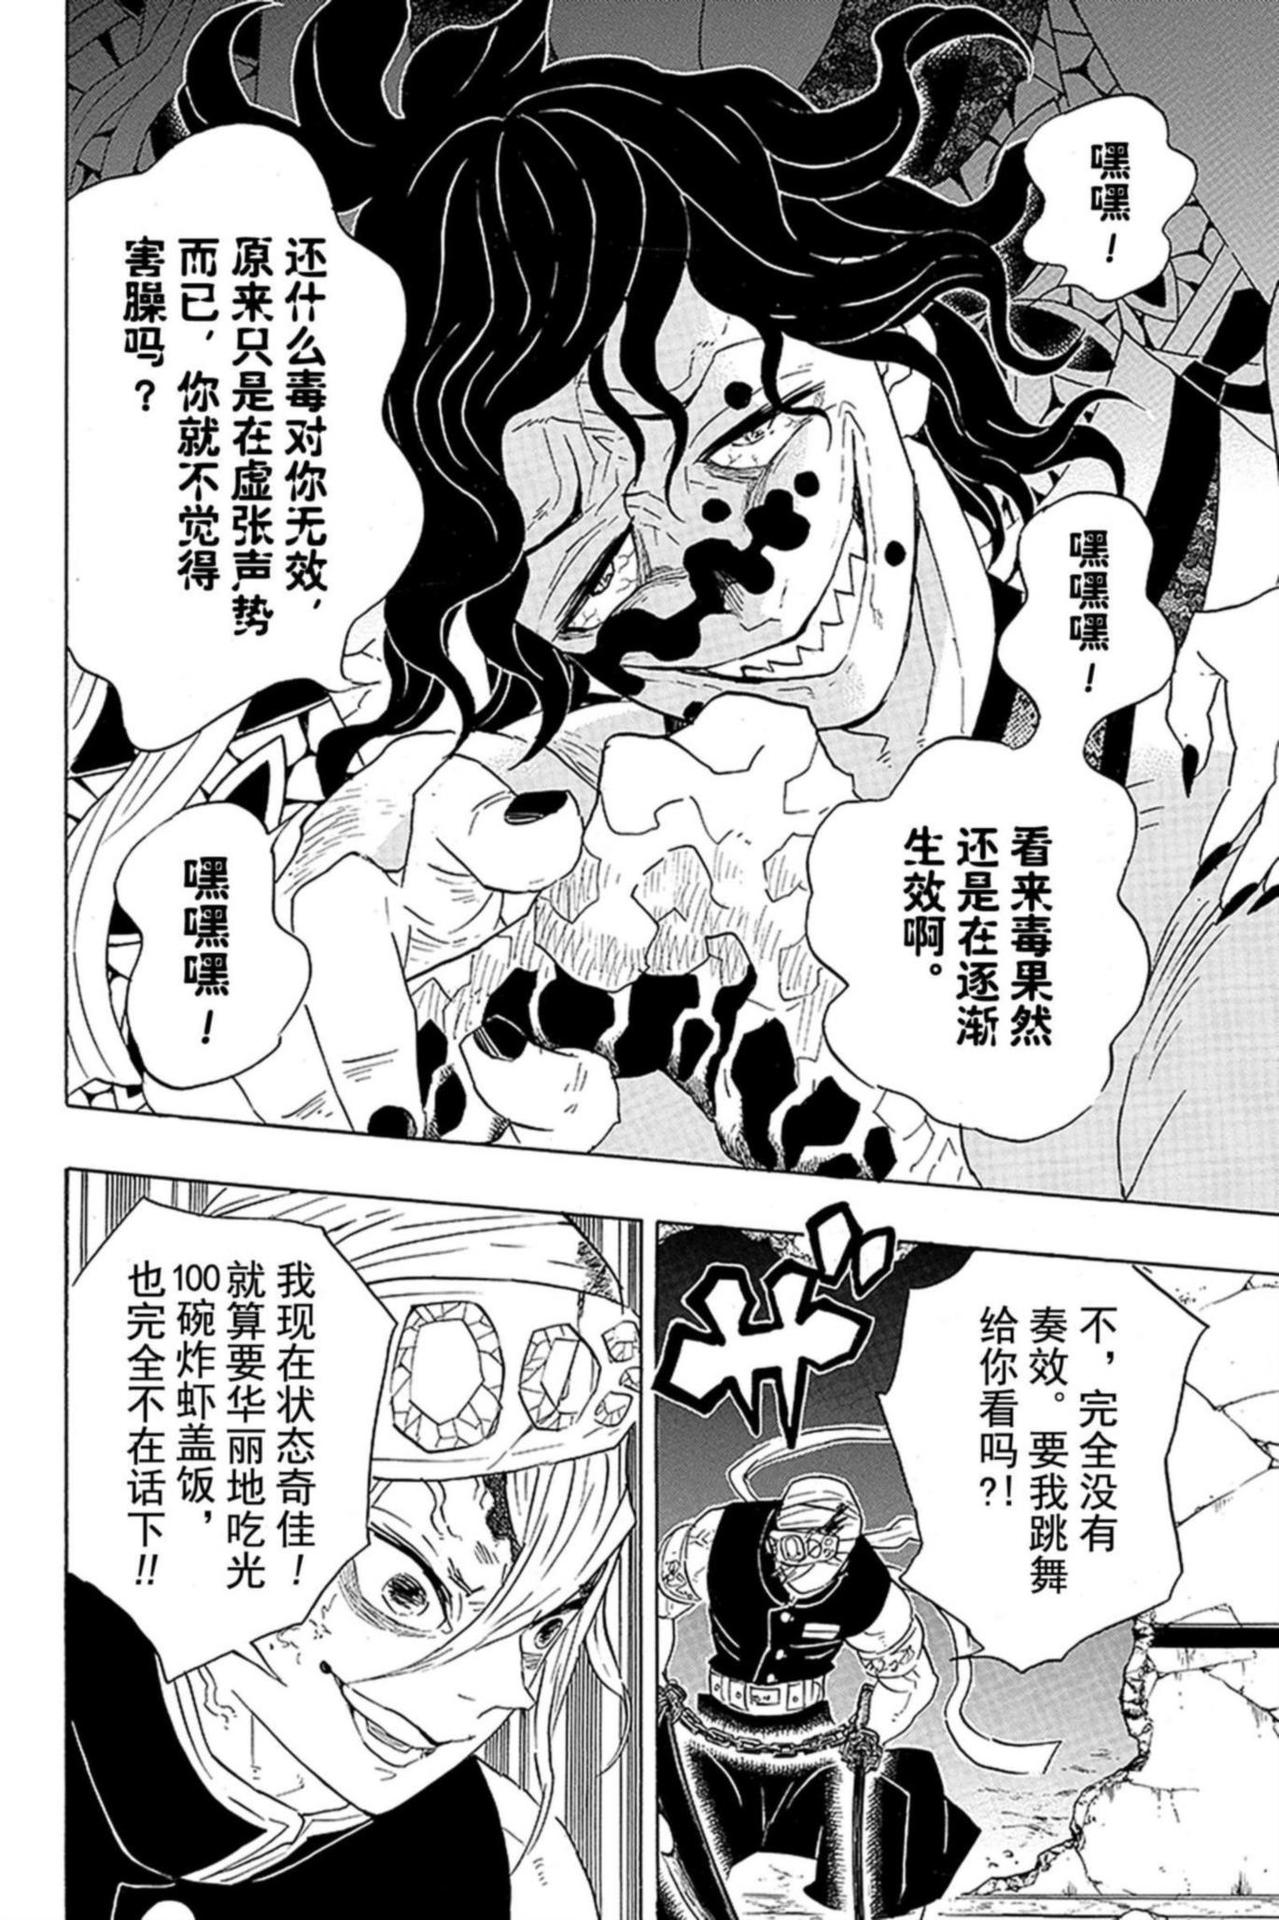 嘿
嘿！
嘿
嘿
嘿！
看来毒果然
还是在逐渐
生效啊。
还什么毒对你无效，
原来只是在虚张声势
而已，你就不觉得
害臊吗？
嘿
嘿
嘿！
不，完全没有
奏效。要我跳舞
给你看吗？！
我现在状态奇佳！
就算要华丽地吃光
100碗炸虾盖饭，
也完全不在话下！！